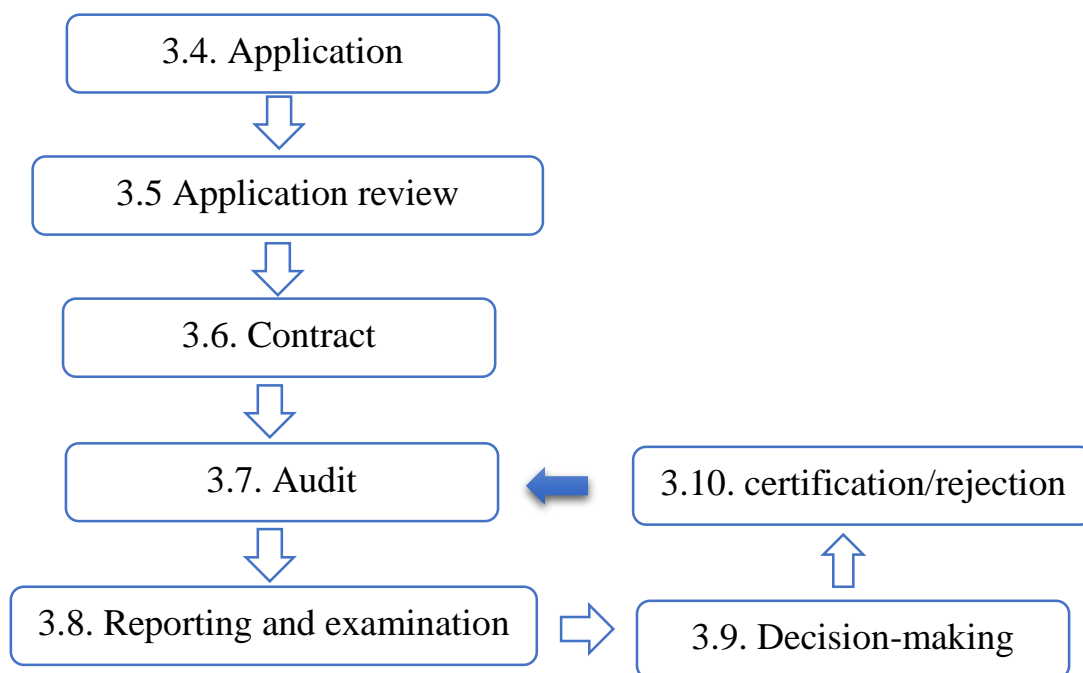 3.4. Application
3.5 Application review
3.6. Contract
3.7. Audit
3.10. certification/rejection
3.8. Reporting and examination
3.9. Decision-making